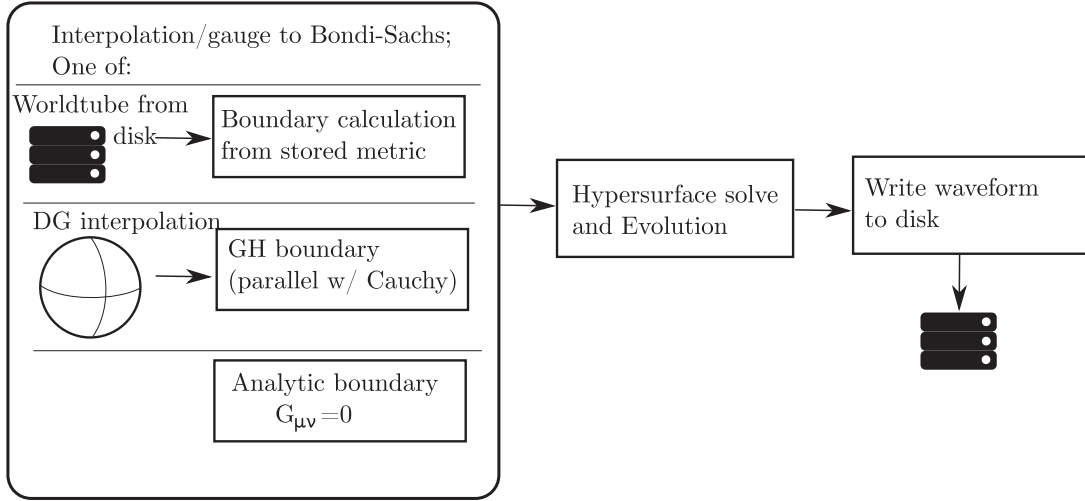 Interpolation/gauge to Bondi-Sachs;
One of:
Worldtube from
disk
Boundary calculation
from stored metric
DG interpolation
GH boundary
(parallel w/ Cauchy)
Analytic boundary
Gμν=0
Hypersurface solve
and Evolution
Write waveform
to disk